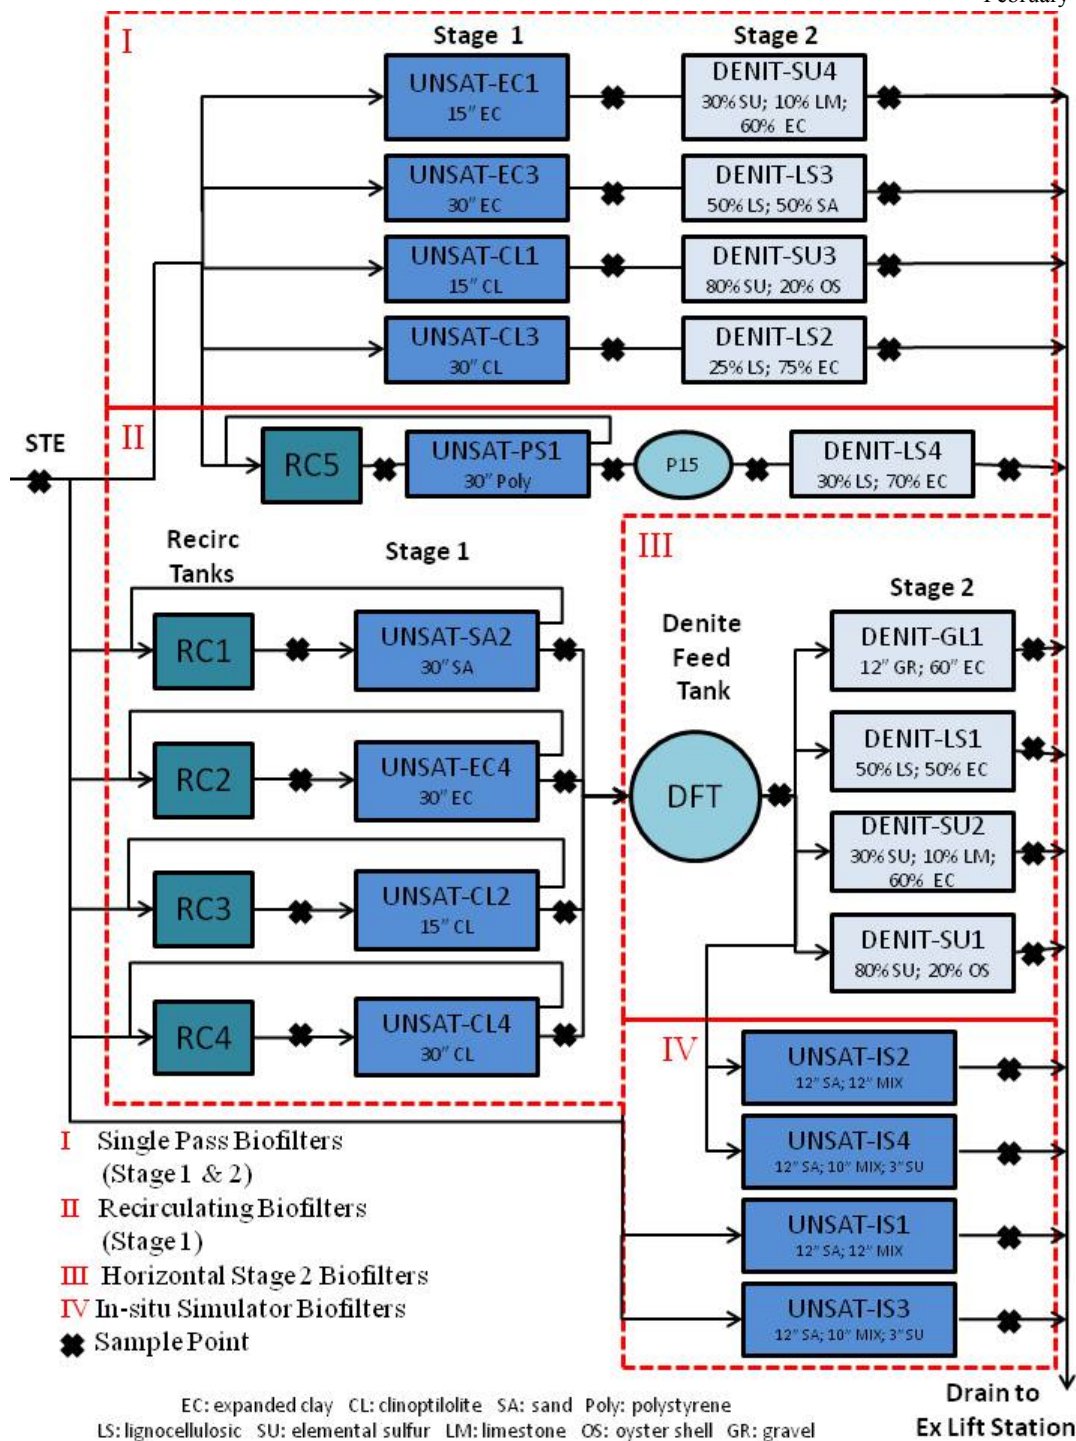 February
I
Stage 1
Stage 2
UNSAT-EC1
15" EC
DENIT-SU4
30% SU; 10% LM;
60% EC
UNSAT-EC3
30" EC
DENIT-LS3
50% LS; 50% SA
UNSAT-CL1
15" CL
DENIT-SU3
80% SU; 20% OS
UNSAT-CL3
30" CL
DENIT-LS2
25% LS; 75% EC
STE
II
RC5
UNSAT-PS1
30" Poly
P15
DENIT-LS4
30% LS; 70% EC
Recirc
Tanks
Stage 1
RC1
UNSAT-SA2
30" SA
RC2
UNSAT-EC4
30" EC
RC3
UNSAT-CL2
15" CL
RC4
UNSAT-CL4
30" CL
III
Denite
Feed
Tank
DFT
Stage 2
DENIT-GL1
12" GR; 60" EC
DENIT-LS1
50% LS; 50% EC
DENIT-SU2
30% SU; 10% LM;
60% EC
DENIT-SU1
80% SU; 20% OS
IV
UNSAT-IS2
12" SA; 12" MIX
UNSAT-IS4
12" SA; 10" MIX; 3" SU
UNSAT-IS1
12" SA; 12" MIX
UNSAT-IS3
12" SA; 10" MIX; 3" SU
I Single Pass Biofilters
(Stage 1 & 2)
II Recirculating Biofilters
(Stage 1)
III Horizontal Stage 2 Biofilters
IV In-situ Simulator Biofilters
Sample Point
Drain to
Ex Lift Station
EC: expanded clay CL: clinoptilolite SA: sand Poly: polystyrene
LS: lignocellulosic SU: elemental sulfur LM: limestone OS: oyster shell GR: gravel